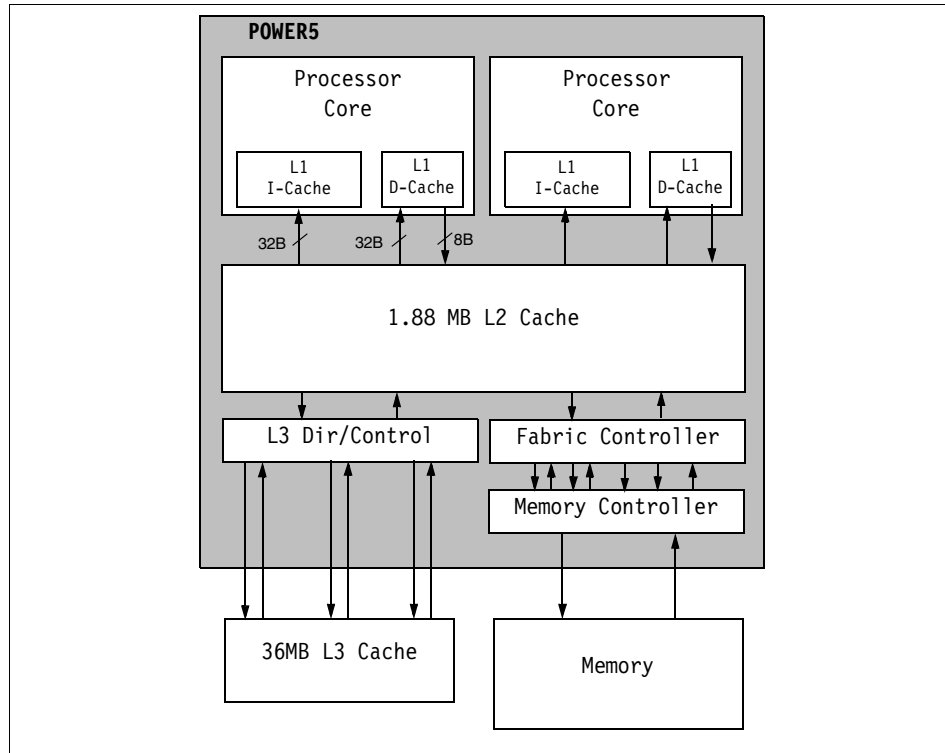 POWER5
Processor
Core
Processor
Core
L1
I-Cache
L1
D-Cache
L1
I-Cache
L1
D-Cache
32B
32B
8B
1.88 MB L2 Cache
L3 Dir/Control
Fabric Controller
Memory Controller
36MB L3 Cache
Memory